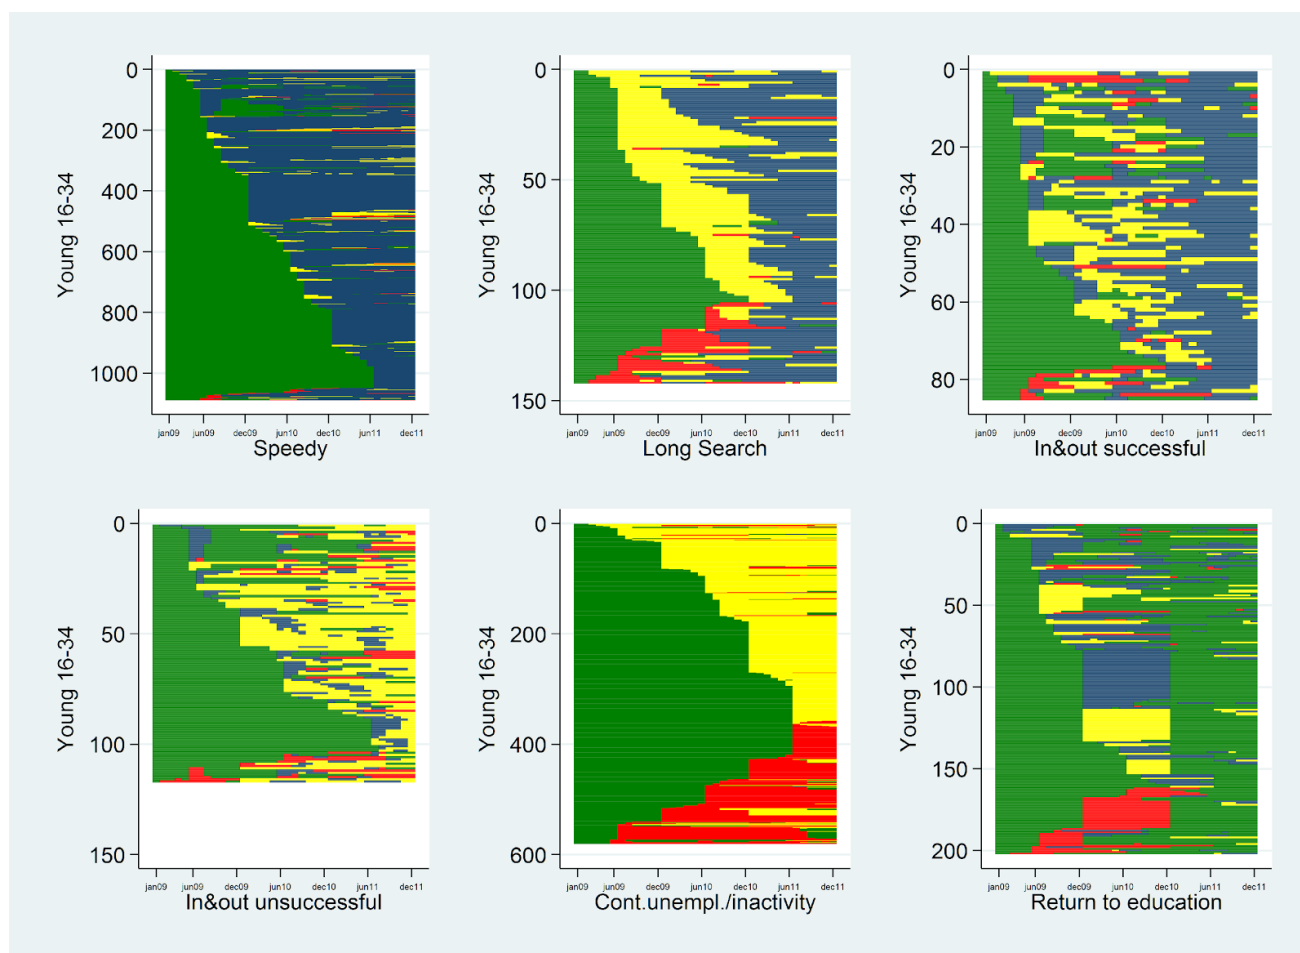 0
200
400
600
800
1000
Young 16-34
jan09 jun09 dec09 jun10 dec10 jun11 dec11
Speedy
0
50
100
150
Young 16-34
jan09 jun09 dec09 jun10 dec10 jun11 dec11
Long Search
0
20
40
60
80
Young 16-34
jan09 jun09 dec09 jun10 dec10 jun11 dec11
In&out successful
0
50
100
150
Young 16-34
jan09 jun09 dec09 jun10 dec10 jun11 dec11
In&out unsuccessful
0
200
400
600
Young 16-34
jan09 jun09 dec09 jun10 dec10 jun11 dec11
Cont.unempl./inactivity
0
50
100
150
200
Young 16-34
jan09 jun09 dec09 jun10 dec10 jun11 dec11
Return to education